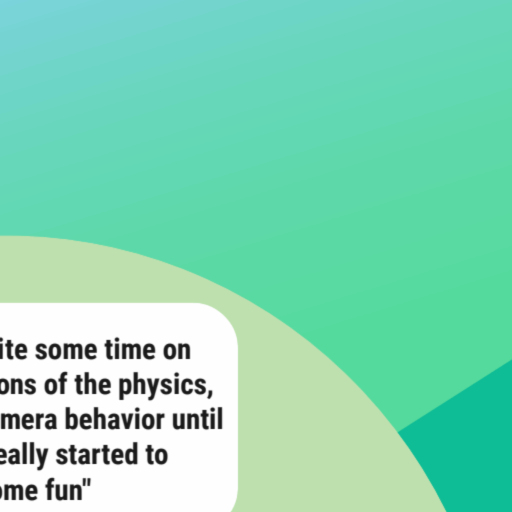 ite some time on
ons of the physics,
mera behavior until
eally started to
ome fun"